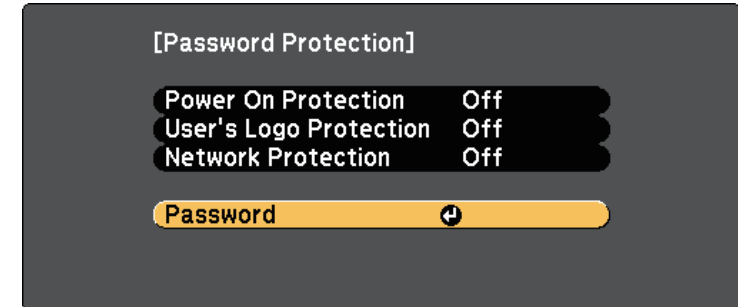 [Password Protection]
Power On Protection Off
User's Logo Protection Off
Network Protection Off
Password